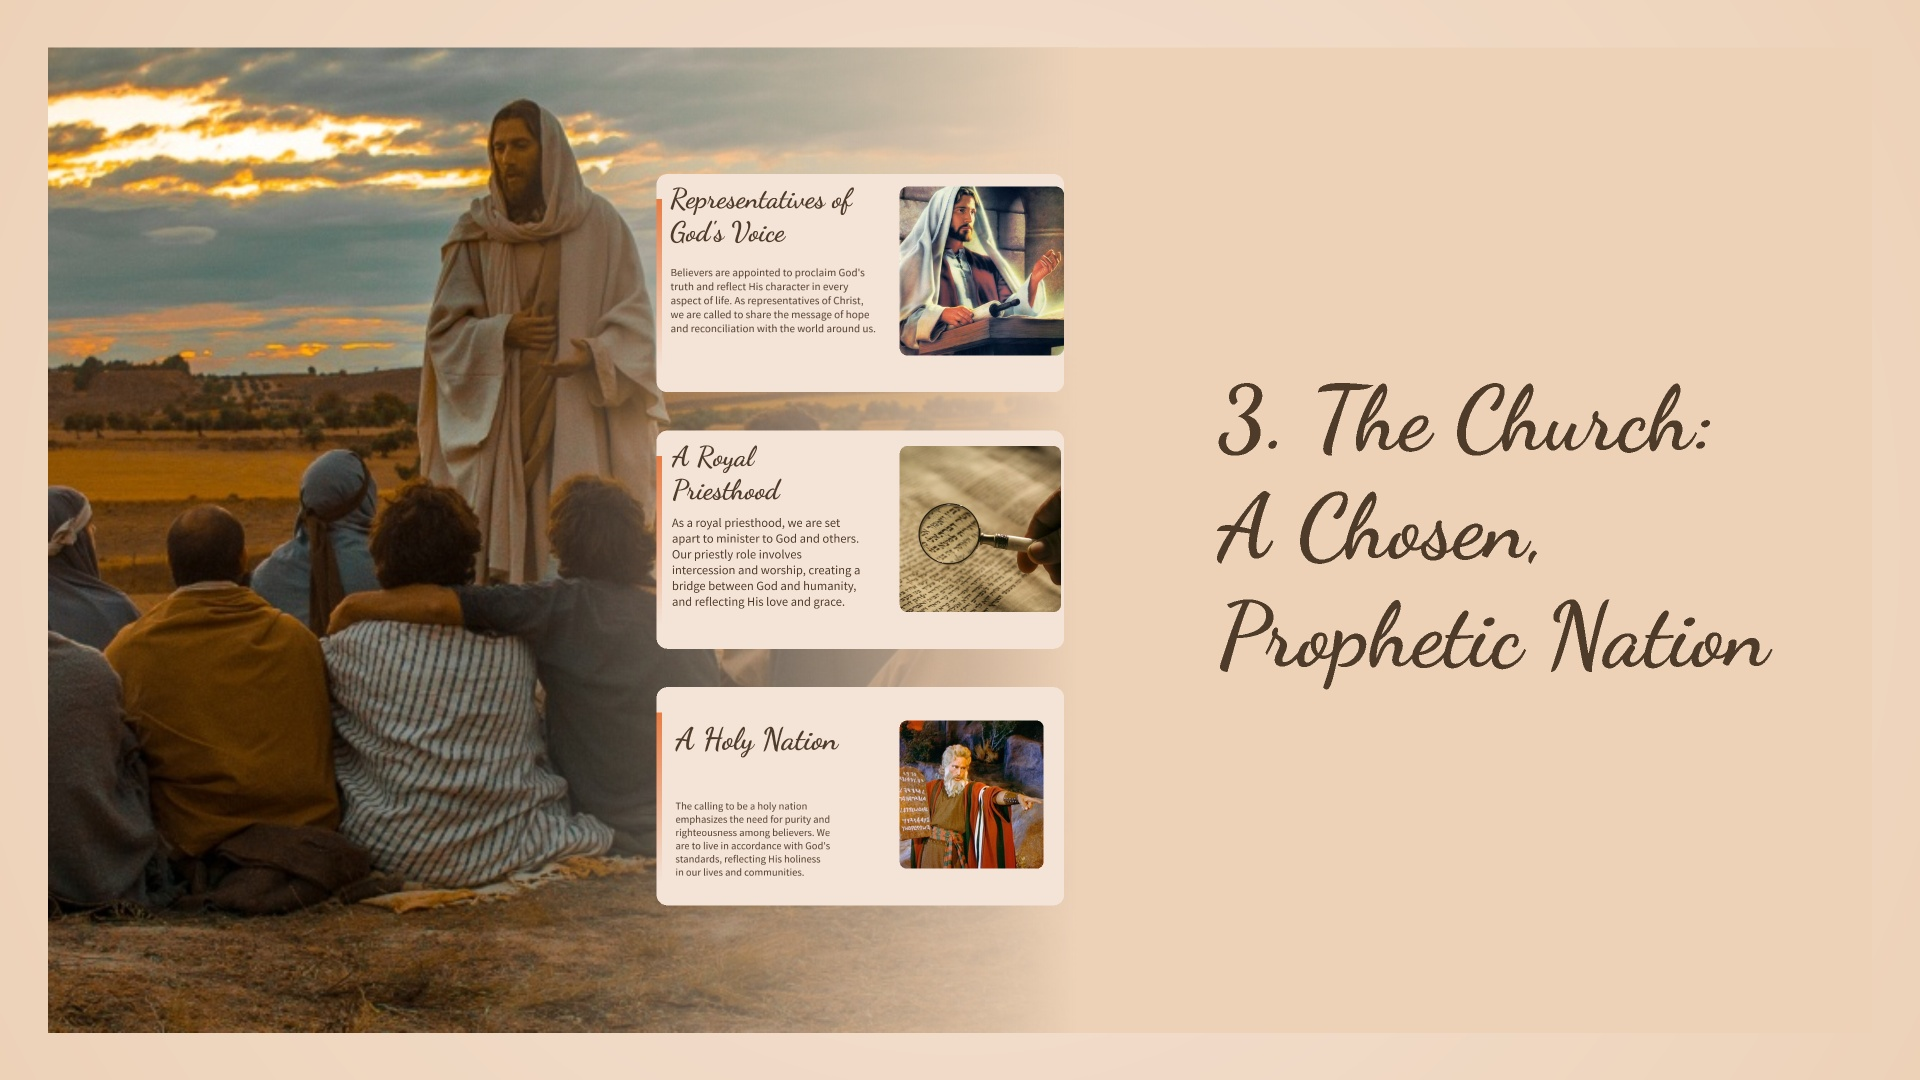 Representatives of
God's Voice
Believers are appointed to proclaim God's
truth and reflect His character in every
aspect of life. As representatives of Christ,
we are called to share the message of hope
and reconciliation with the world around us.
A Royal
Priesthood
As a royal priesthood, we are set
apart to minister to God and others.
Our priestly role involves
intercession and worship, creating a
bridge between God and humanity,
and reflecting His love and grace.
A Holy Nation
The calling to be a holy nation
emphasizes the need for purity and
righteousness among believers. We
are to live in accordance with God's
standards, reflecting His holiness
in our lives and communities.
3. The Church:
A Chosen,
Prophetic Nation